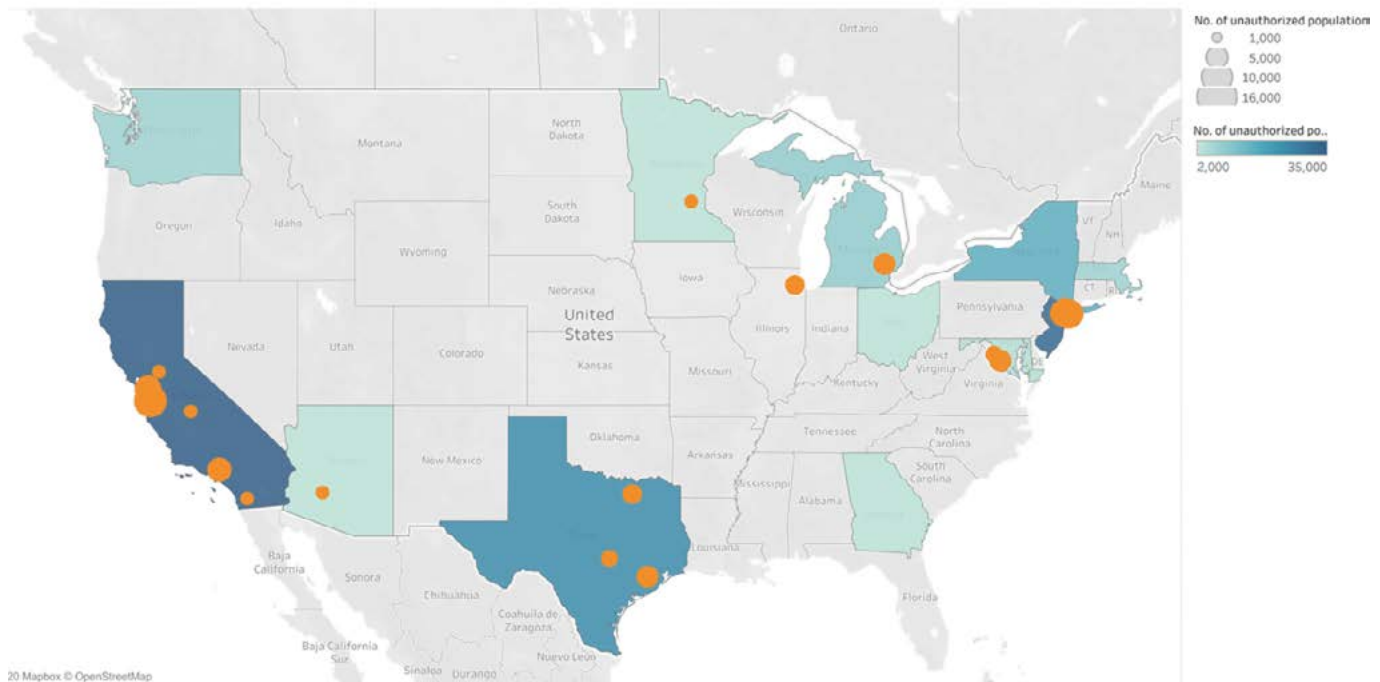 Ontario
No. of unauthorized population
1,000
5,000
10,000
16,000
No. of unauthorized po..
2,000
35,000
Montana
North
Dakota
Maine
Oregon
Idaho
South
Dakota
Wisconsin
VT
NH
Wyoming
Iowa
Nebraska
Pennsylvania
CT
United
States
Nevada
Utah
Colorado
Kansas
Missouri
Illinois
Indiana
West
Virginia
DE
Kentucky
Virginia
Oklahoma
Tennessee
North
Carolina
New Mexico
Arkansas
South
Carolina
Mississippi
Alabama
Louisiana
Baja
California
Sonora
Chihuahua
Florida
Coahuila de
Zaragoza
Baja California
Sur
Nuevo León
Sinaloa
Durango
20 Mapbox © OpenStreetMap